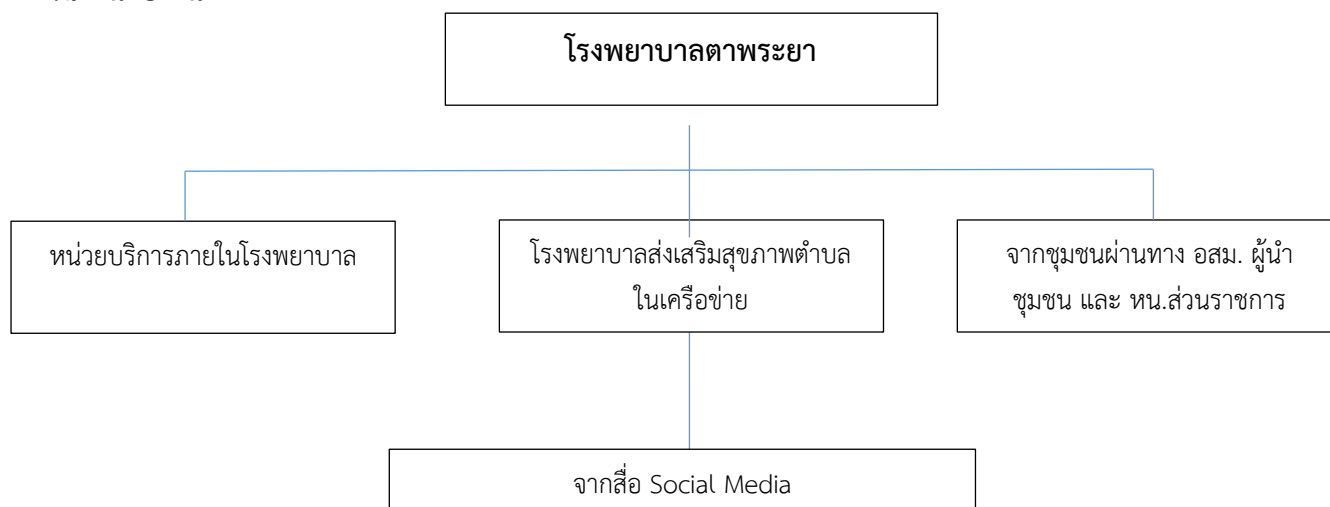 โรงพยาบาลตาพระยา
หน่วยบริการภายในโรงพยาบาล
โรงพยาบาลส่งเสริมสุขภาพตำบล
ในเครือข่าย
จากชุมชนผ่านทาง อสม. ผู้นำ
ชุมชน และ หน.ส่วนราชการ
จากสื่อ Social Media